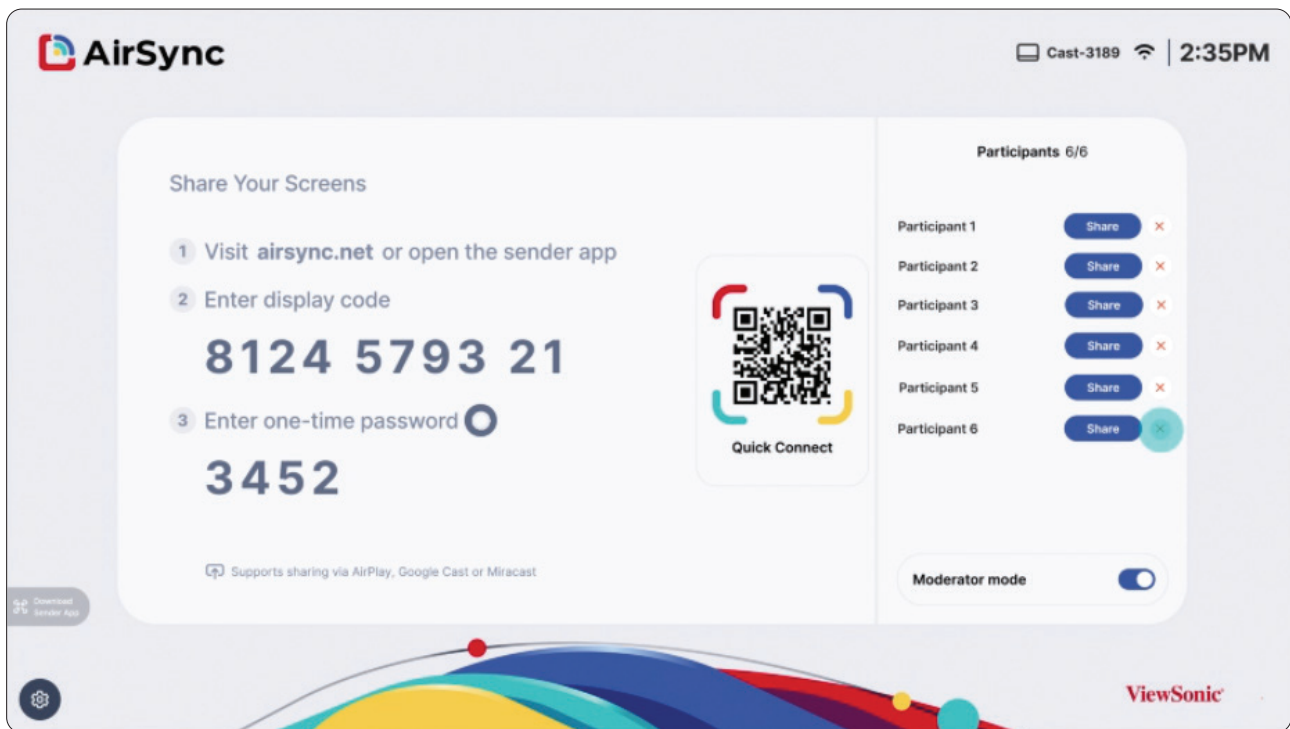 AirSync
Cast-3189
2:35PM
Share Your Screens
1 Visit airsync.net or open the sender app
2 Enter display code
8124 5793 21
3 Enter one-time password
3452
Supports sharing via AirPlay, Google Cast or Miracast
Quick Connect
Participants 6/6
Participant 1 Share
Participant 2 Share
Participant 3 Share
Participant 4 Share
Participant 5 Share
Participant 6 Share
Moderator mode
Download
Sender App
ViewSonic